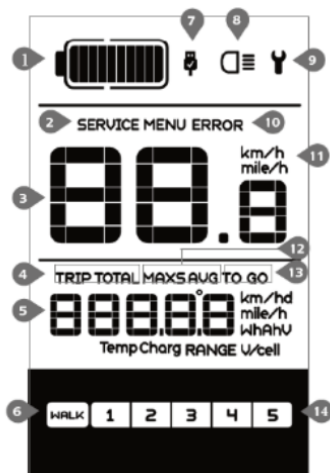 7 8
1 9
2 SERVICE MENU ERROR 10
km/h
mile/h 11
3 88.8
12
4 TRIP TOTAL MAXS AVG TO GO 13
5 888.8.8° km/hd
mile/h
WhAhV
Temp Charg RANGE V/cell
6 WALK 1 2 3 4 5 14